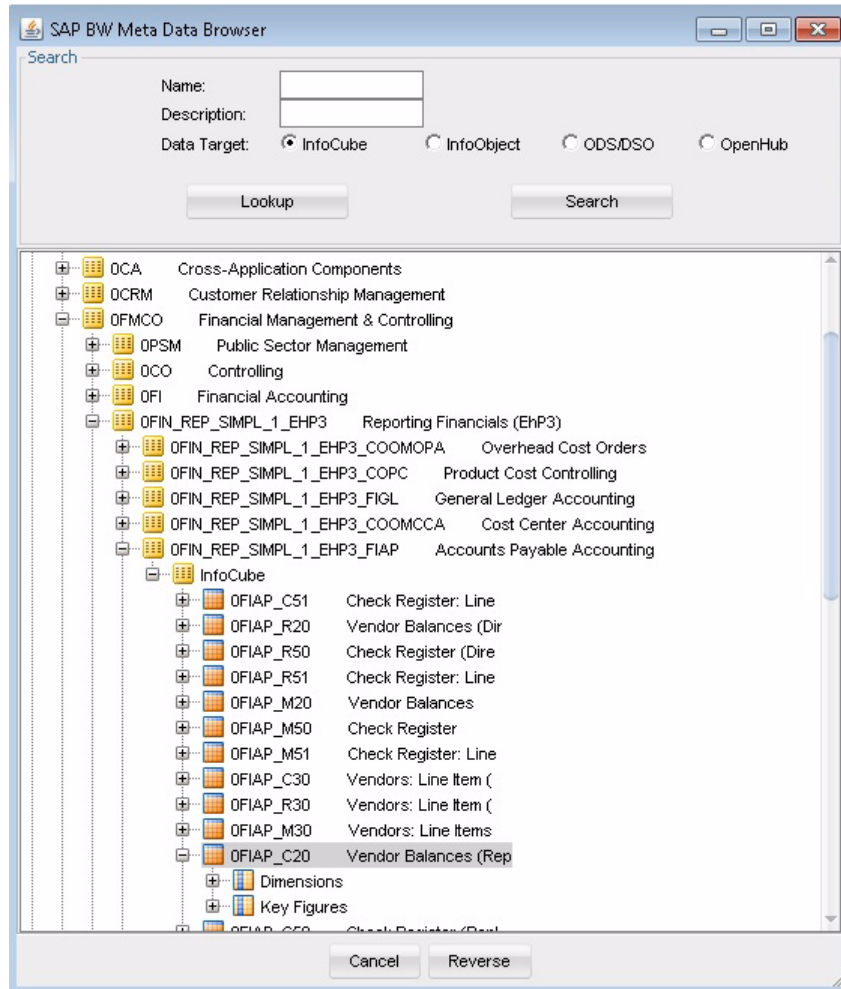 SAP BW Meta Data Browser
Search
Name:
Description:
Data Target: InfoCube InfoObject ODS/DSO OpenHub
Lookup Search
0CA Cross-Application Components
0CRM Customer Relationship Management
0FMCO Financial Management & Controlling
0PSM Public Sector Management
0CO Controlling
0FI Financial Accounting
0FIN_REP_SIMPL_1_EHP3 Reporting Financials (EhP3)
0FIN_REP_SIMPL_1_EHP3_COOMOPA Overhead Cost Orders
0FIN_REP_SIMPL_1_EHP3_COPC Product Cost Controlling
0FIN_REP_SIMPL_1_EHP3_FIGL General Ledger Accounting
0FIN_REP_SIMPL_1_EHP3_COOMCCA Cost Center Accounting
0FIN_REP_SIMPL_1_EHP3_FIAP Accounts Payable Accounting
InfoCube
0FIAP_C51 Check Register: Line
0FIAP_R20 Vendor Balances (Dir
0FIAP_R50 Check Register (Dire
0FIAP_R51 Check Register: Line
0FIAP_M20 Vendor Balances
0FIAP_M50 Check Register
0FIAP_M51 Check Register: Line
0FIAP_C30 Vendors: Line Item (
0FIAP_R30 Vendors: Line Item (
0FIAP_M30 Vendors: Line Items
0FIAP_C20 Vendor Balances (Rep
Dimensions
Key Figures
Cancel Reverse